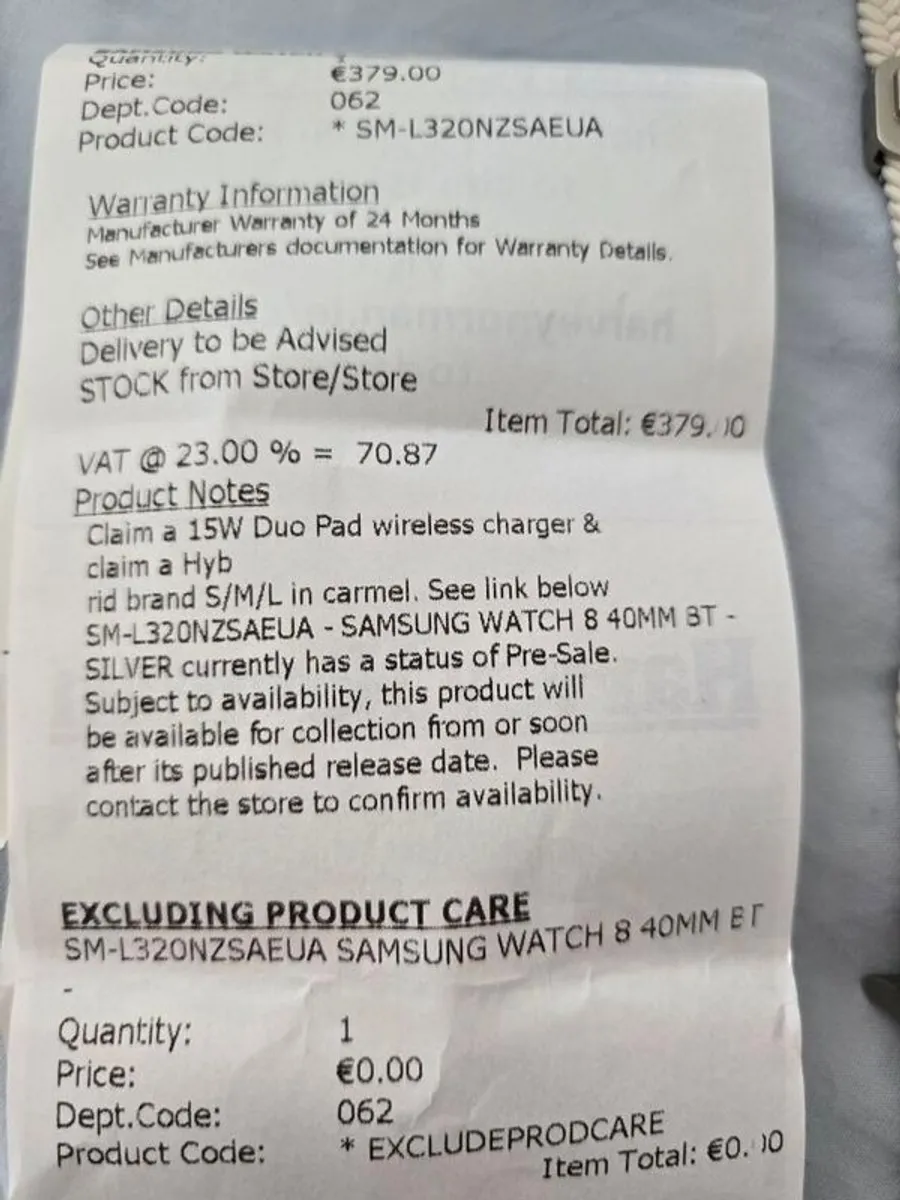 Quantity: 1
Price: €379.00
Dept.Code: 062
Product Code: * SM-L320NZSAEUA
Warranty Information
Manufacturer Warranty of 24 Months
See Manufacturers documentation for Warranty Details.
Other Details
Delivery to be Advised
STOCK from Store/Store
Item Total: €379.00
VAT @ 23.00 % = 70.87
Product Notes
Claim a 15W Duo Pad wireless charger &
claim a Hyb
rid brand S/M/L in carmel. See link below
SM-L320NZSAEUA - SAMSUNG WATCH 8 40MM BT -
SILVER currently has a status of Pre-Sale.
Subject to availability, this product will
be available for collection from or soon
after its published release date. Please
contact the store to confirm availability.
EXCLUDING PRODUCT CARE
SM-L320NZSAEUA SAMSUNG WATCH 8 40MM BT
-
Quantity: 1
Price: €0.00
Dept.Code: 062
Product Code: * EXCLUDEPRODCARE
Item Total: €0.00